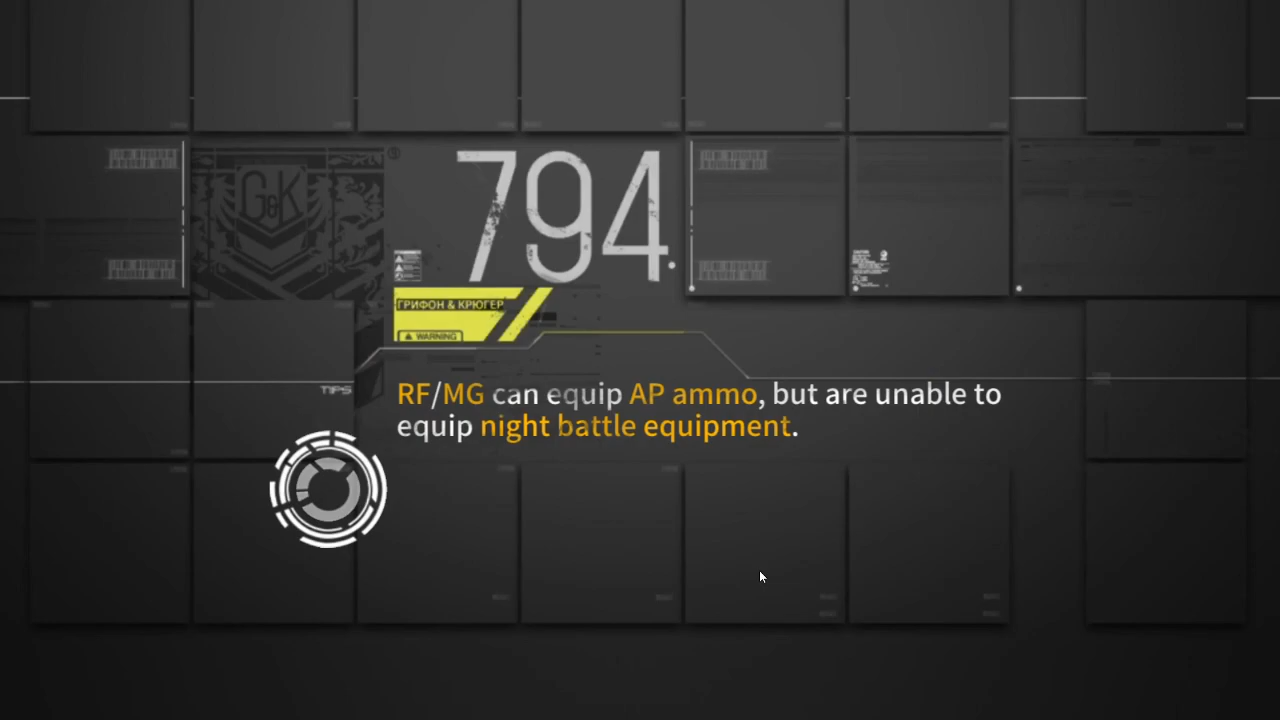 G&K
794.
ГРИФОН & КРЮГЕР
WARNING
TIPS
RF/MG can equip AP ammo, but are unable to
equip night battle equipment.